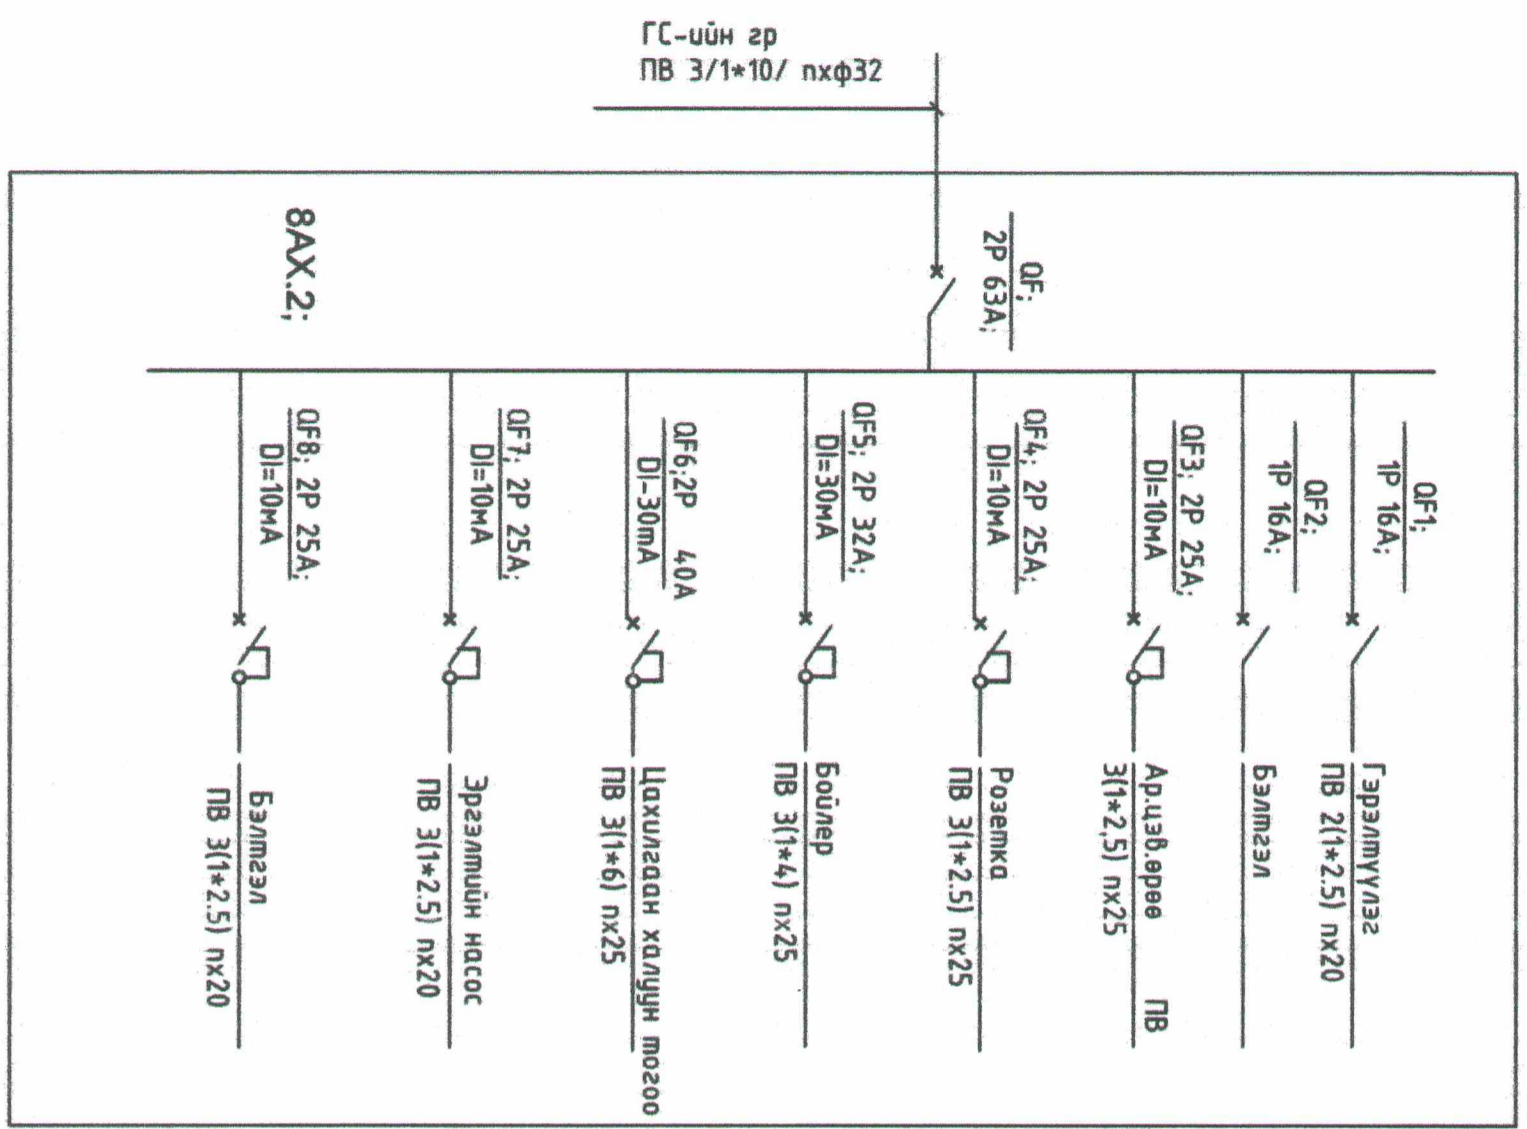 ГС-ийн гр
ПВ 3/1*10/ пхф32
8АХ.2;
QF;
2P 63A;
QF1;
1P 16A;
QF2;
1P 16A;
QF3; 2P 25A;
DI=10мА
QF4; 2P 25A;
DI=10мА
QF5; 2P 32A;
DI=30мА
QF6;2P 40A
DI-30mA
QF7; 2P 25A;
DI=10мА
QF8; 2P 25A;
DI=10мА
Гэрэлтүүлэг
ПВ 2(1*2.5) пх20
Бэлтгэл
Ар.цэв.өрөө ПВ
3(1*2,5) пх25
Розетка
ПВ 3(1*2.5) пх25
Бойлер
ПВ 3(1*4) пх25
Цахилгаан халуун тогоо
ПВ 3(1*6) пх25
Эргэлтийн насос
ПВ 3(1*2.5) пх20
Бэлтгэл
ПВ 3(1*2.5) пх20